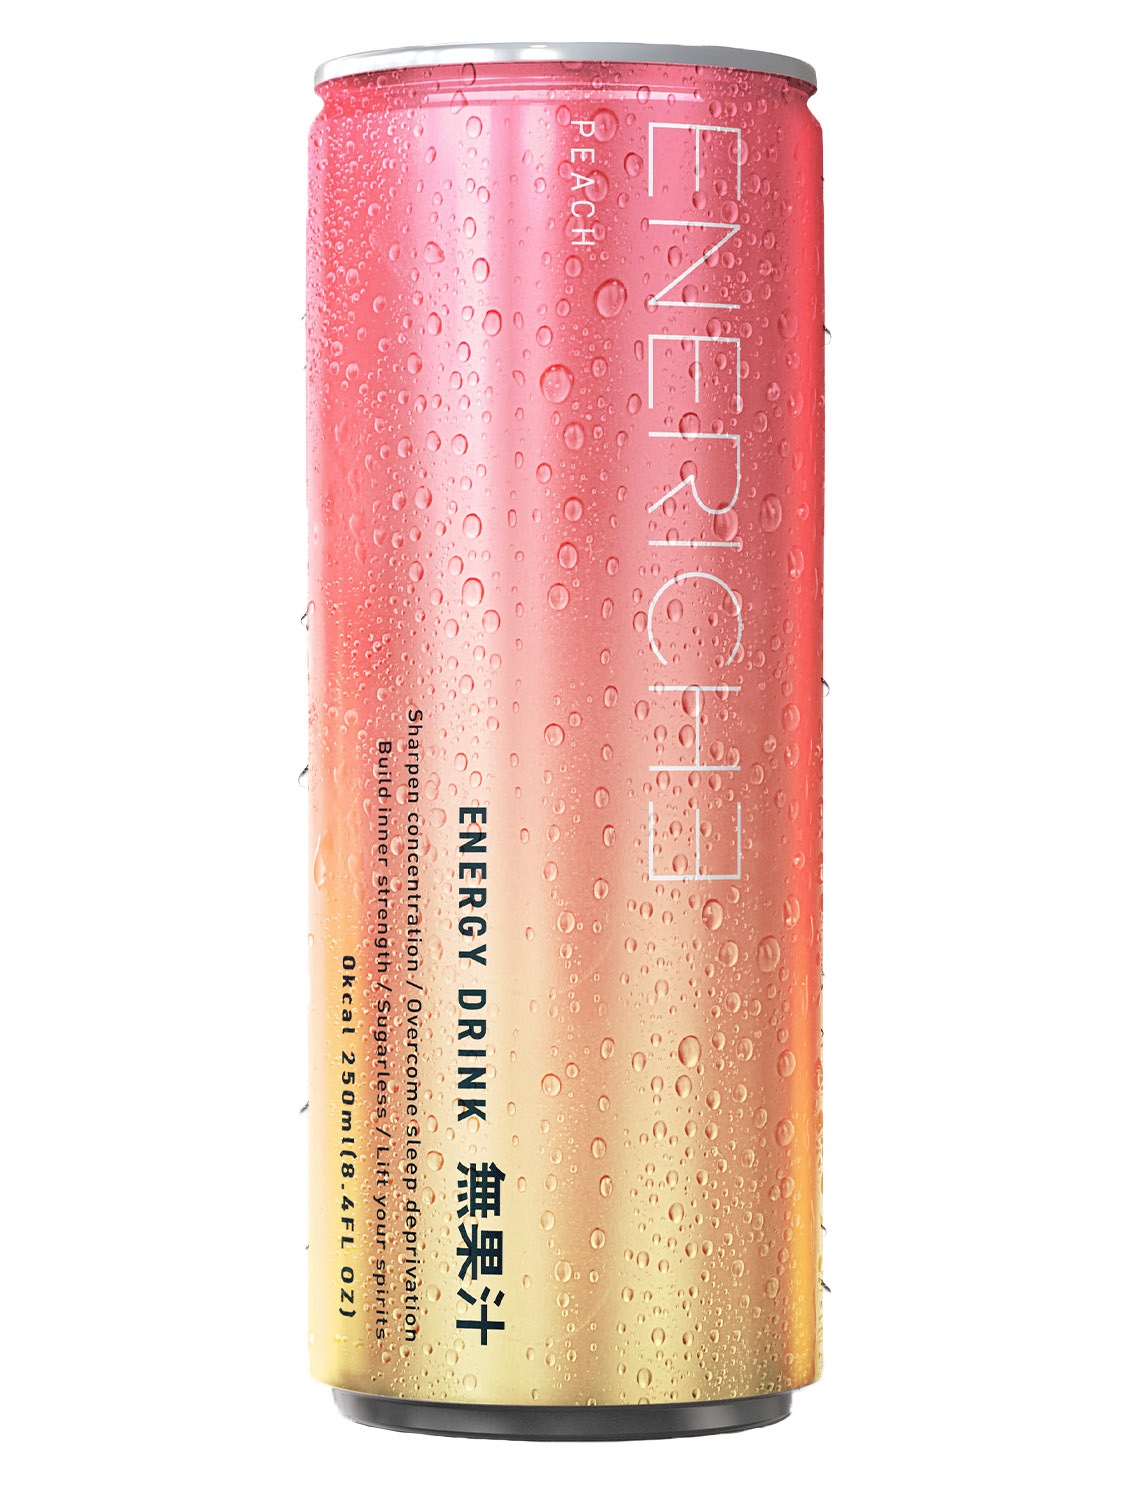 ENERICHE
PEACH
ENERGY DRINK 無果汁
Sharpen concentration / Overcome sleep deprivation
Build inner strength / Sugarless / Lift your spirits
0kcal 250ml(8.4FL OZ)